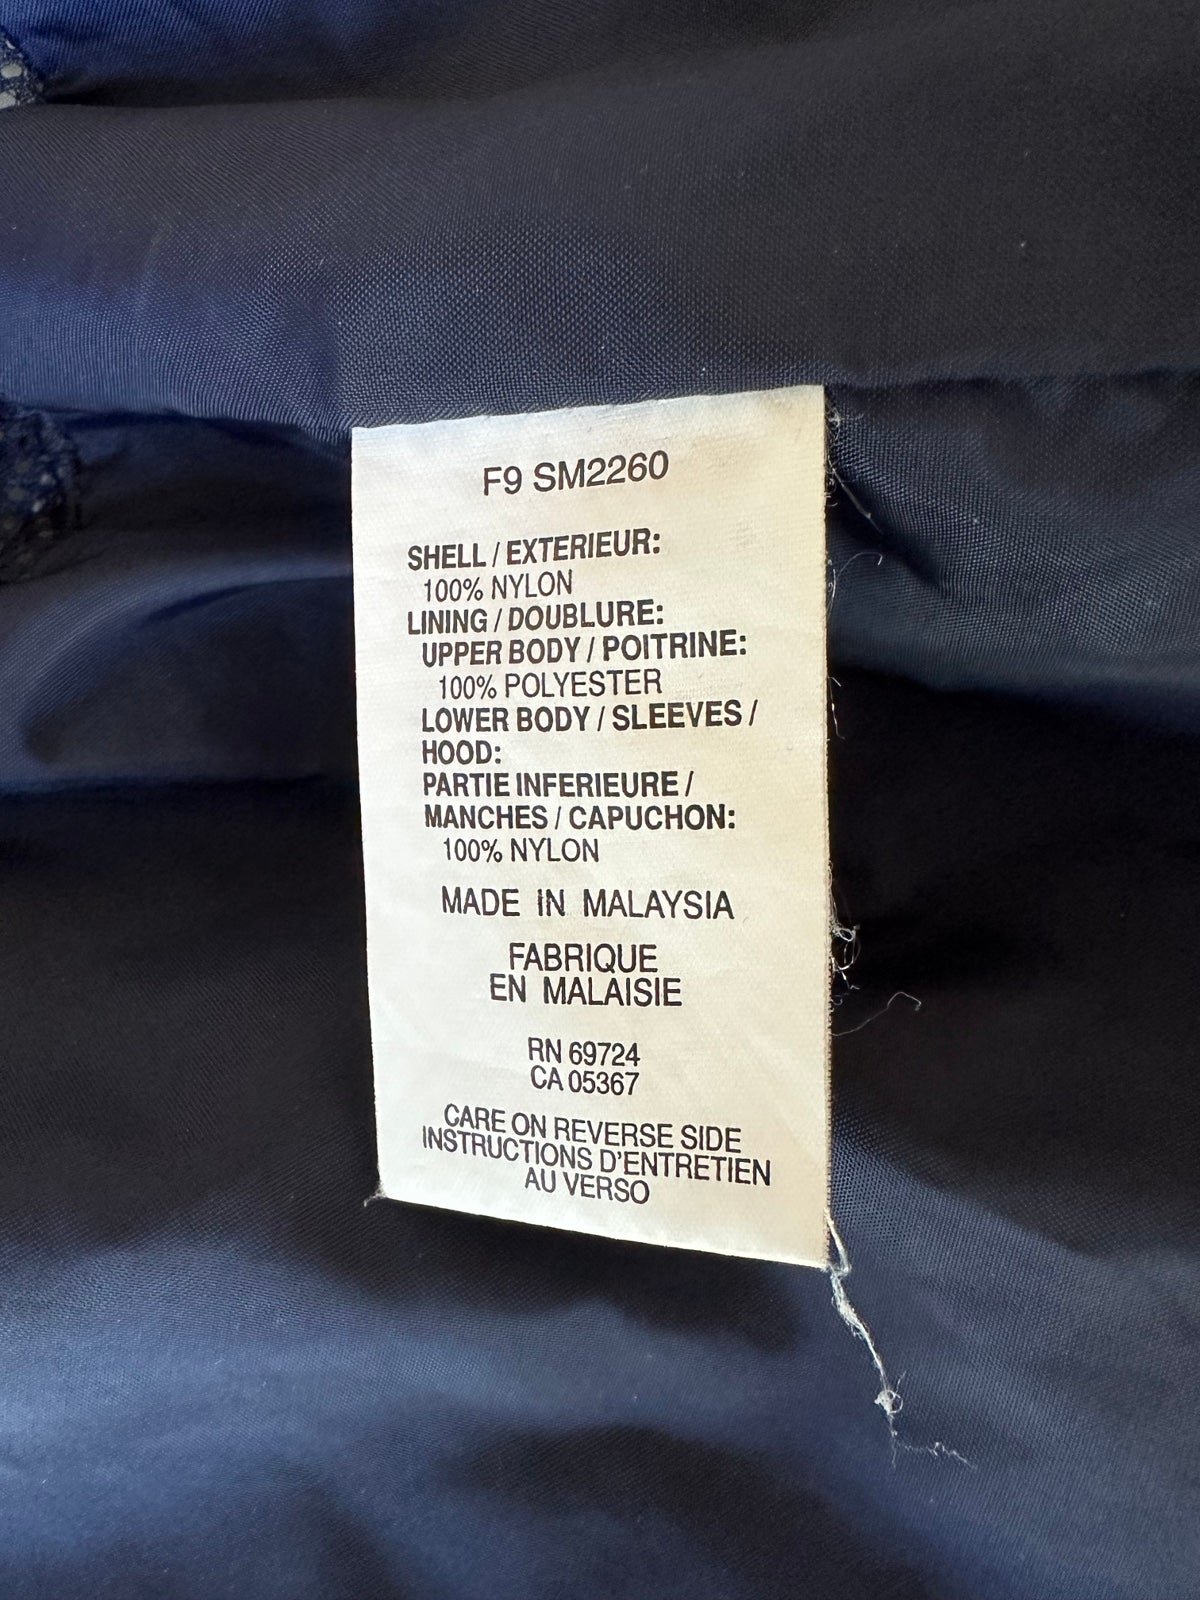 F9 SM2260
SHELL / EXTERIEUR:
100% NYLON
LINING / DOUBLURE:
UPPER BODY / POITRINE:
100% POLYESTER
LOWER BODY / SLEEVES /
HOOD:
PARTIE INFERIEURE /
MANCHES / CAPUCHON:
100% NYLON
MADE IN MALAYSIA
FABRIQUE
EN MALAISIE
RN 69724
CA 05367
CARE ON REVERSE SIDE
INSTRUCTIONS D'ENTRETIEN
AU VERSO